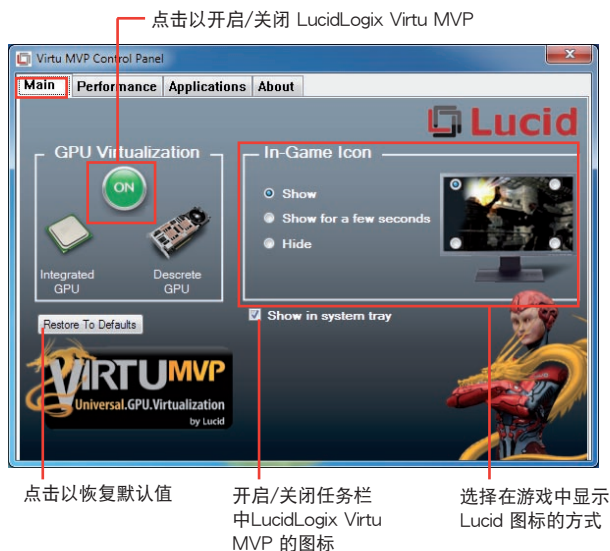 点击以开启/关闭 LucidLogix Virtu MVP
Virtu MVP Control Panel
Main Performance Applications About
Lucid
GPU Virtualization
In-Game Icon
ON
Show
Show for a few seconds
Hide
Integrated
GPU
Descrete
GPU
Restore To Defaults
Show in system tray
VIRTU MVP
Universal.GPU.Virtualization
by Lucid
点击以恢复默认值
开启/关闭任务栏
中LucidLogix Virtu
MVP 的图标
选择在游戏中显示
Lucid 图标的方式